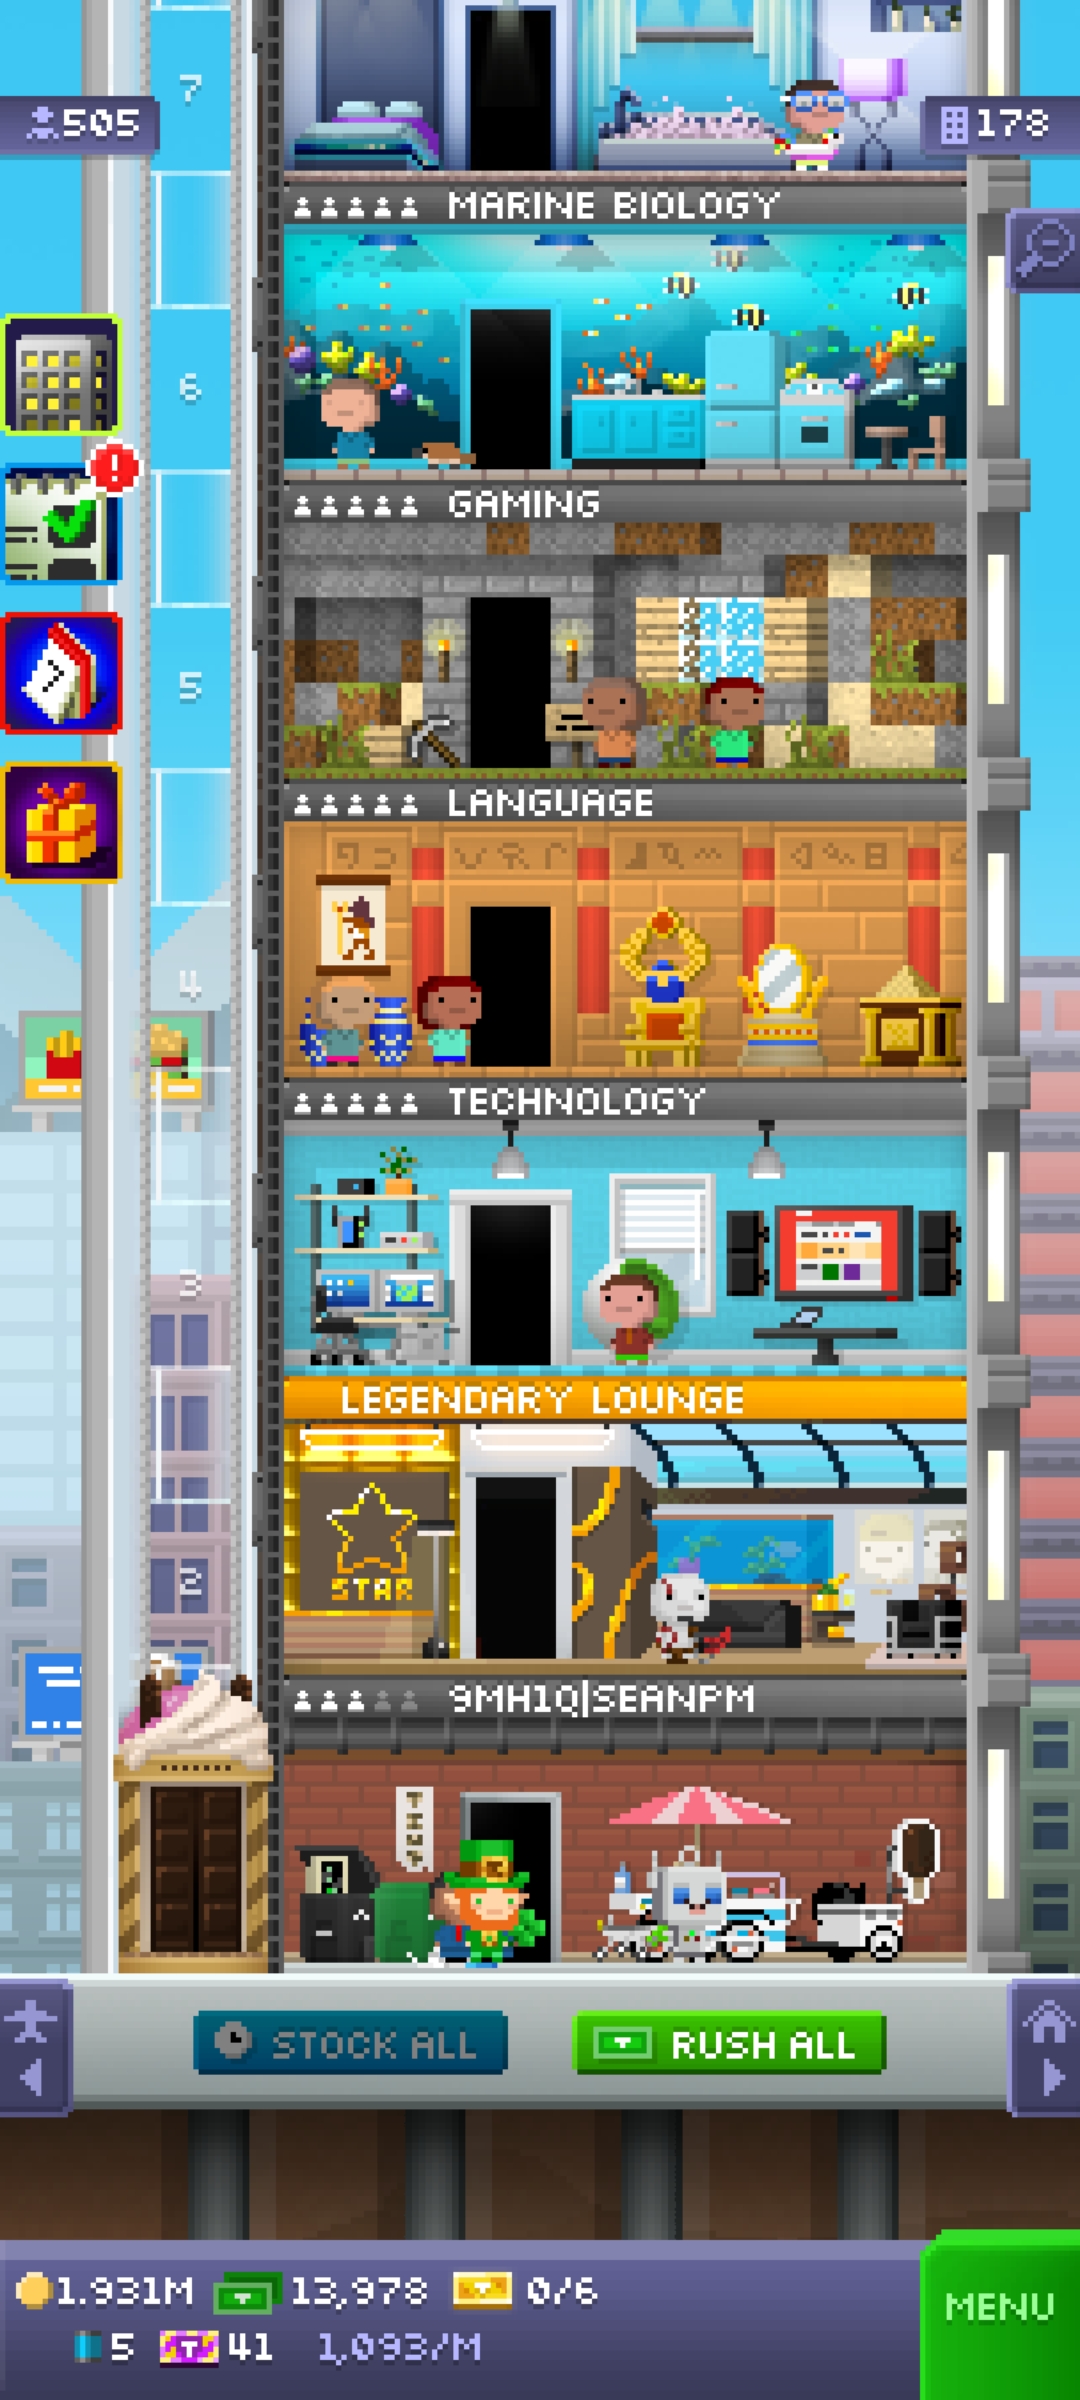 7
505
178
MARINE BIOLOGY
6
GAMING
5
LANGUAGE
4
TECHNOLOGY
3
LEGENDARY LOUNGE
STAR
2
9MH1Q|SEANPM
STOCK ALL
RUSH ALL
1.931M 13,978 0/6
5 41 1,093/M
MENU